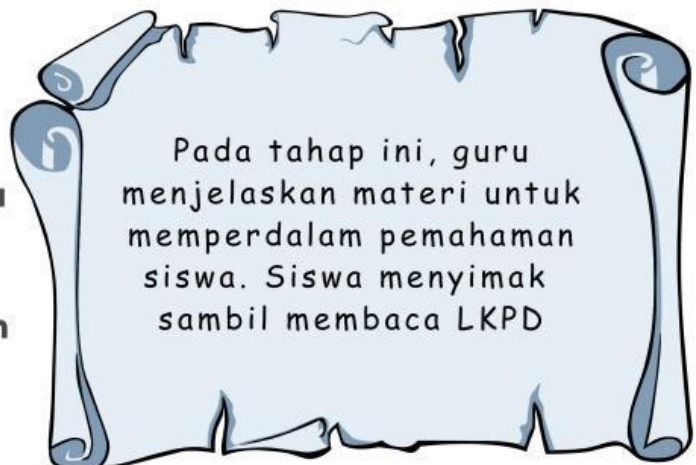 Pada tahap ini, guru
menjelaskan materi untuk
memperdalam pemahaman
siswa. Siswa menyimak
sambil membaca LKPD